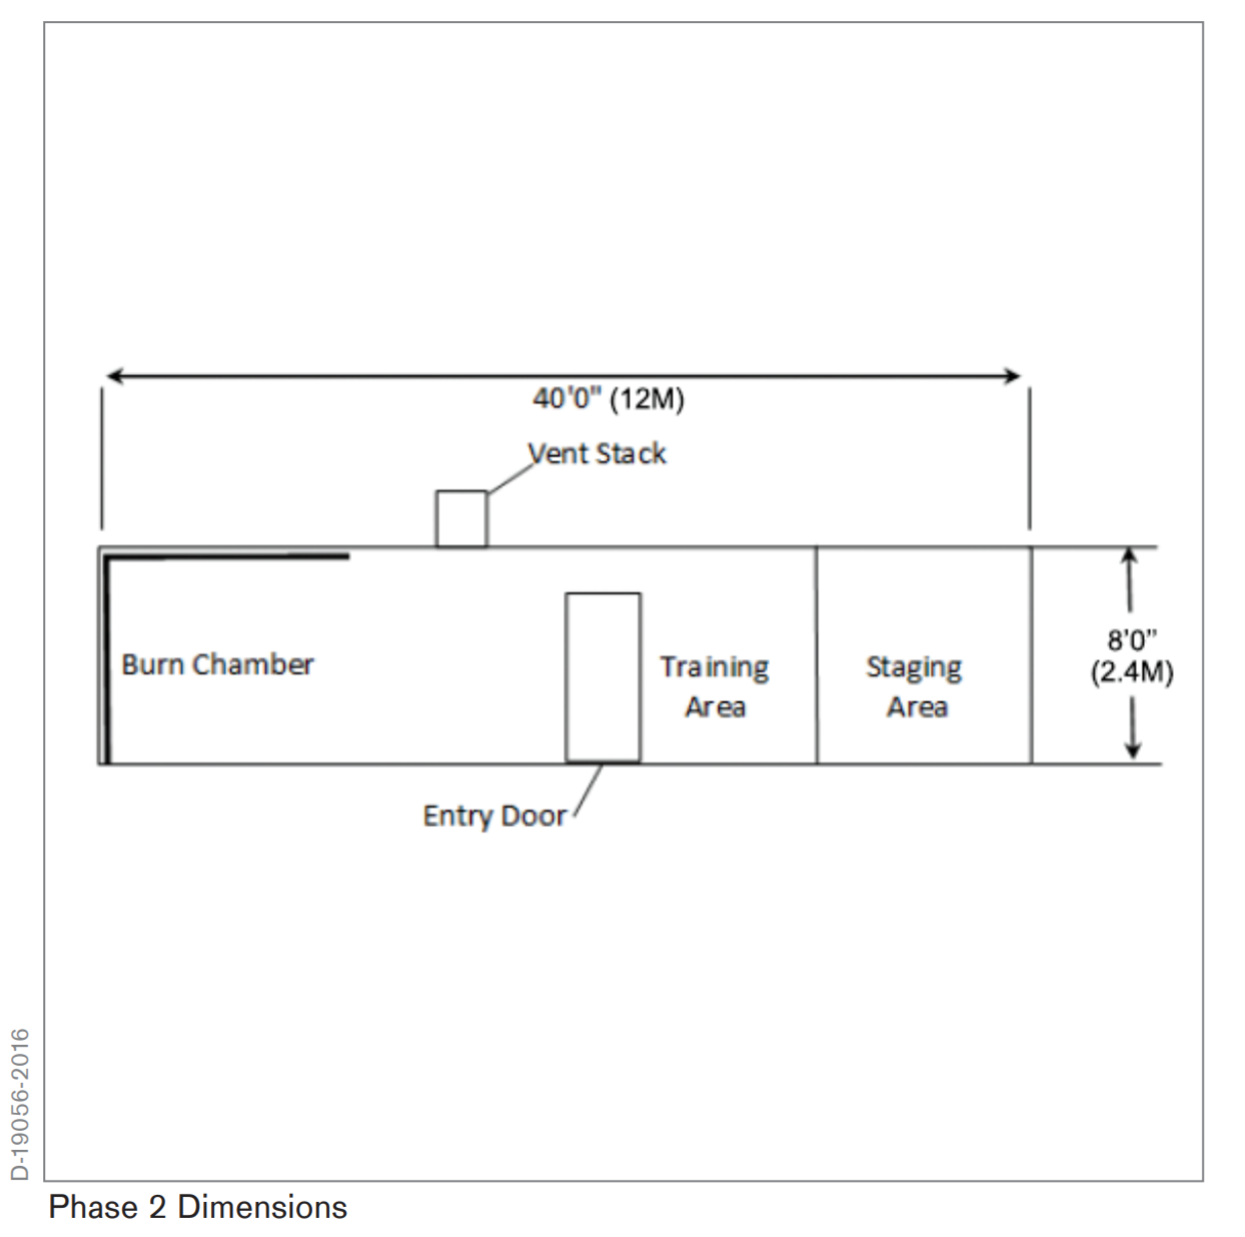 40'0" (12M)
Vent Stack
Burn Chamber
Training
Area
Staging
Area
8’0”
(2.4M)
Entry Door
D-19056-2016
Phase 2 Dimensions